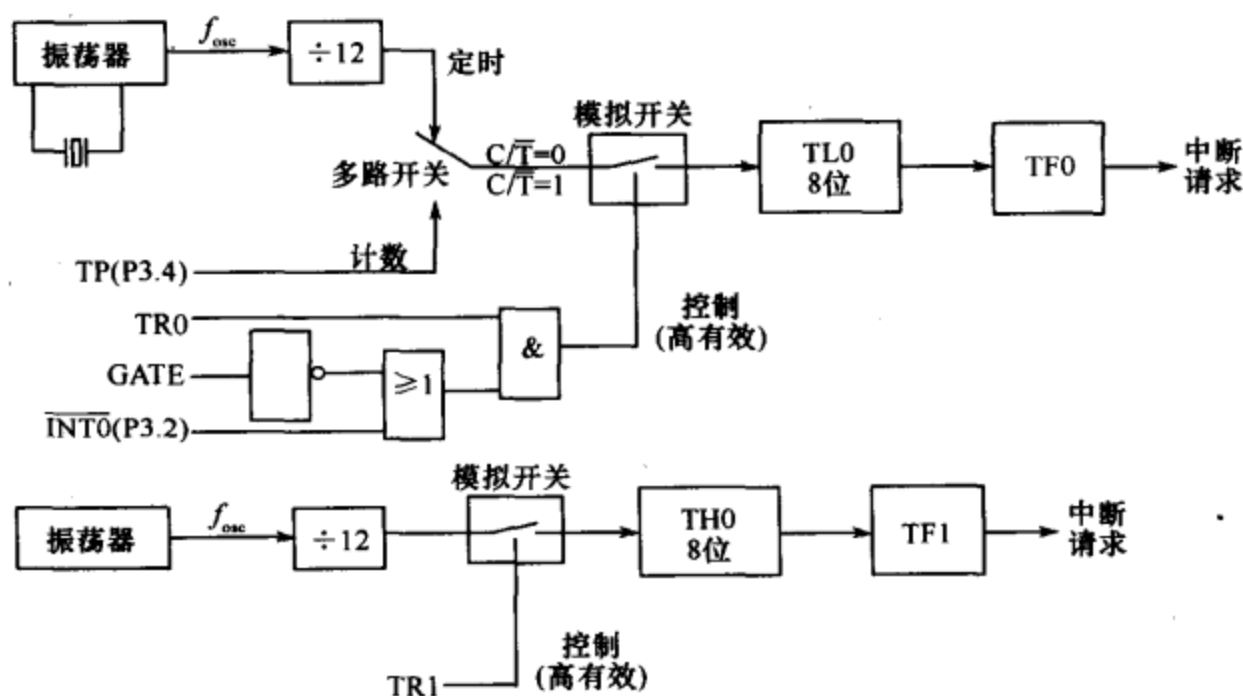 振荡器
fosc
÷12
定时
模拟开关
多路开关
C/T̅=0
C/T̅=1
TL0
8位
TF0
中断
请求
TP(P3.4)
计数
TR0
控制
(高有效)
&
GATE
≥1
I̅N̅T̅0̅(P3.2)
模拟开关
振荡器
fosc
÷12
TH0
8位
TF1
中断
请求
控制
(高有效)
TR1